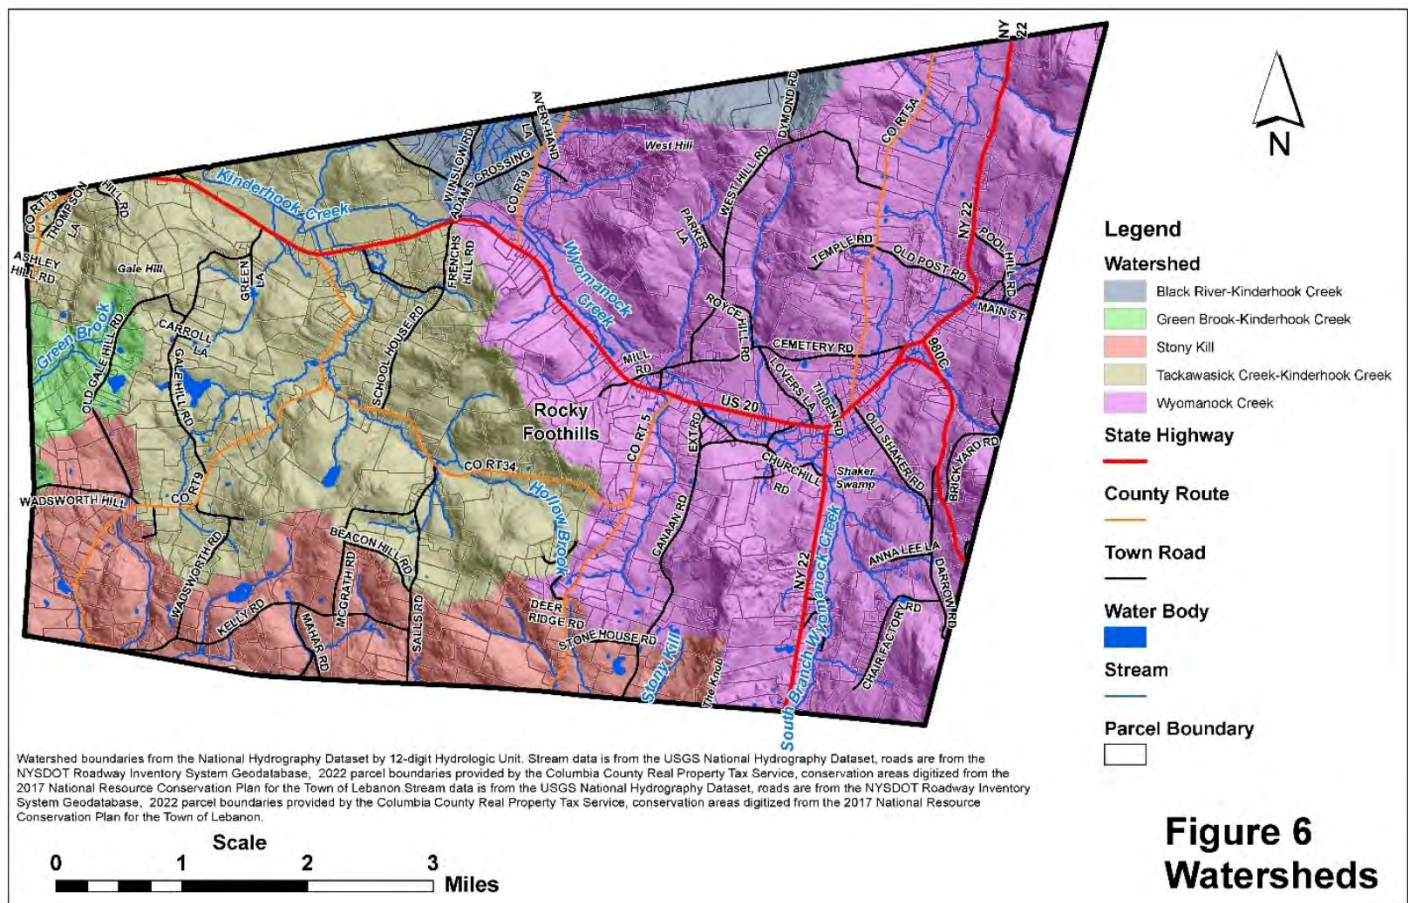 NY 22
CO RT5A
DYMOND RD
AVERY-HAND
LA
WINSLOW RD
ADAMS CROSSING
CO RT9
West Hill
WEST HILL RD
PARKER LA
NY 22
N
Kinderhook Creek
CO RT13
THOMPSON LA
HILL RD
ASHLEY HILL RD
Gale Hill
GREEN LA
FRENCHS HILL RD
Wyomanock Creek
TEMPLE RD
OLD POST RD
POOL HILL RD
MAIN ST
Green Brook
OLD GALE HILL RD
CARROLL LA
GALE HILL RD
SCHOOL HOUSE RD
ROYCE HILL RD
CEMETERY RD
980C
MILL RD
LOVERS LA
TILDEN RD
US 20
Rocky Foothills
CO RT 5
EXT RD
OLD SHAKER RD
BRICK YARD RD
CHURCHILL RD
Shaker Swamp
WADSWORTH HILL
CO RT9
CO RT34
Hollow Brook
CANAAN RD
NY 22
South Branch Wyomanock Creek
ANNA LEE LA
DARROW RD
CHAIR FACTORY RD
WADSWORTH RD
BEACON HILL RD
MCGRATH RD
KELLY RD
MAHAR RD
SALLS RD
DEER RIDGE RD
STONE HOUSE RD
Stony Kill
The Knob
Legend
Watershed
Black River-Kinderhook Creek
Green Brook-Kinderhook Creek
Stony Kill
Tackawasick Creek-Kinderhook Creek
Wyomanock Creek
State Highway
County Route
Town Road
Water Body
Stream
Parcel Boundary
Watershed boundaries from the National Hydrography Dataset by 12-digit Hydrologic Unit. Stream data is from the USGS National Hydrography Dataset, roads are from the
NYSDOT Roadway Inventory System Geodatabase, 2022 parcel boundaries provided by the Columbia County Real Property Tax Service, conservation areas digitized from the
2017 National Resource Conservation Plan for the Town of Lebanon.Stream data is from the USGS National Hydrography Dataset, roads are from the NYSDOT Roadway Inventory
System Geodatabase, 2022 parcel boundaries provided by the Columbia County Real Property Tax Service, conservation areas digitized from the 2017 National Resource
Conservation Plan for the Town of Lebanon.
Scale
0 1 2 3
Miles
Figure 6
Watersheds